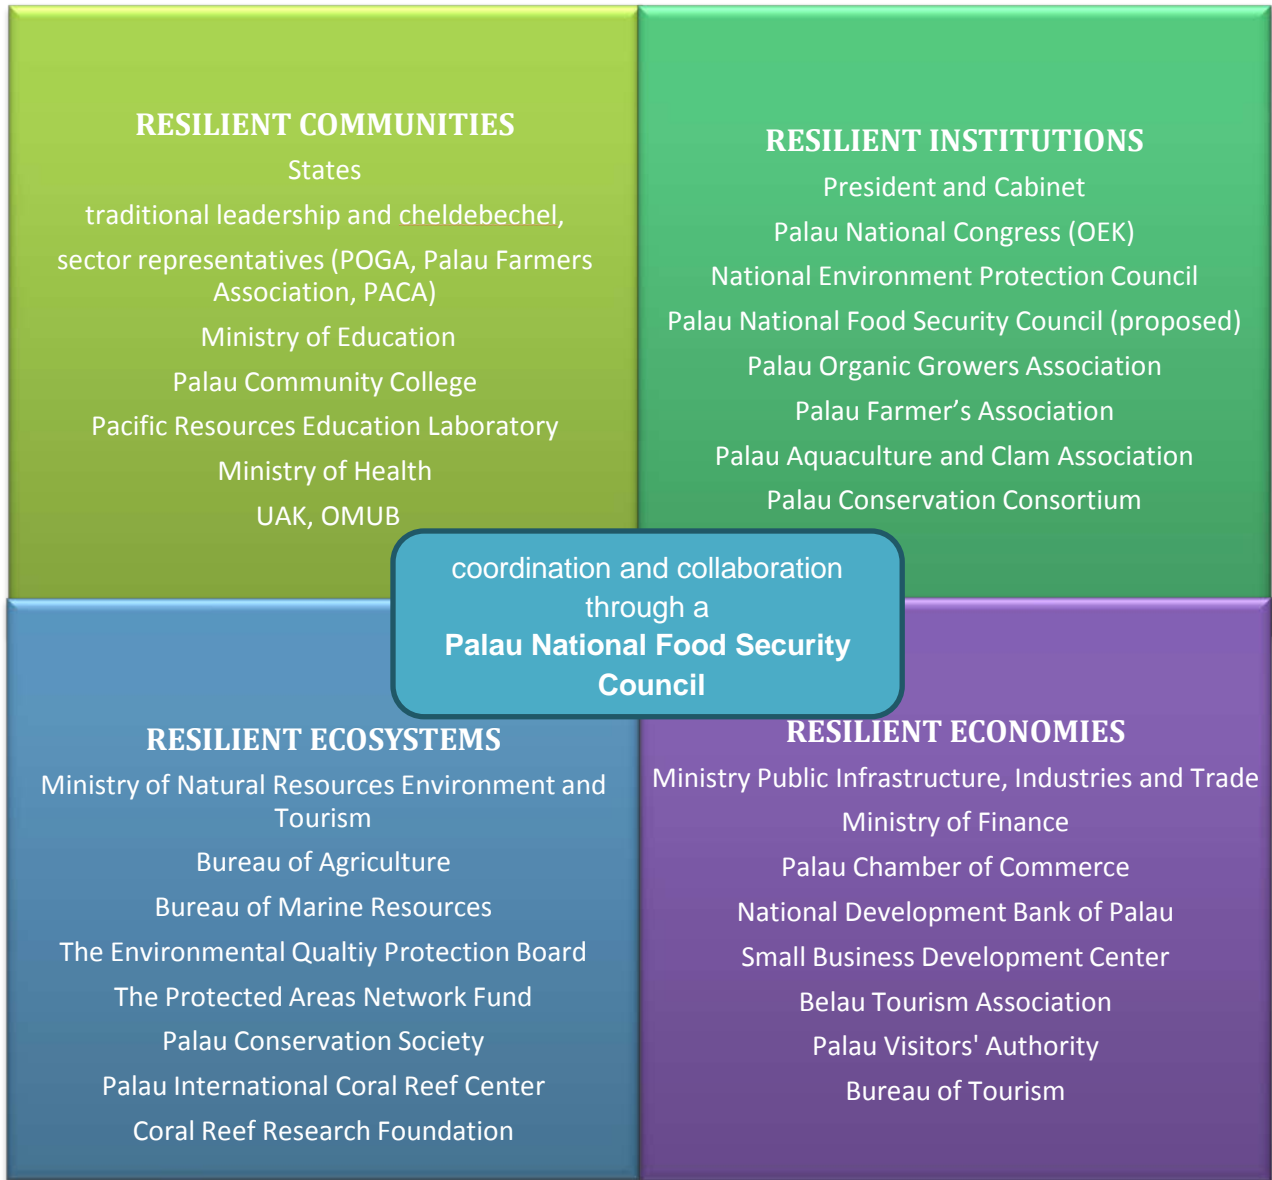 RESILIENT COMMUNITIES
States
traditional leadership and cheldebechel,
sector representatives (POGA, Palau Farmers
Association, PACA)
Ministry of Education
Palau Community College
Pacific Resources Education Laboratory
Ministry of Health
UAK, OMUB
RESILIENT INSTITUTIONS
President and Cabinet
Palau National Congress (OEK)
National Environment Protection Council
Palau National Food Security Council (proposed)
Palau Organic Growers Association
Palau Farmer’s Association
Palau Aquaculture and Clam Association
Palau Conservation Consortium
coordination and collaboration
through a
Palau National Food Security
Council
RESILIENT ECOSYSTEMS
Ministry of Natural Resources Environment and
Tourism
Bureau of Agriculture
Bureau of Marine Resources
The Environmental Qualtiy Protection Board
The Protected Areas Network Fund
Palau Conservation Society
Palau International Coral Reef Center
Coral Reef Research Foundation
RESILIENT ECONOMIES
Ministry Public Infrastructure, Industries and Trade
Ministry of Finance
Palau Chamber of Commerce
National Development Bank of Palau
Small Business Development Center
Belau Tourism Association
Palau Visitors' Authority
Bureau of Tourism